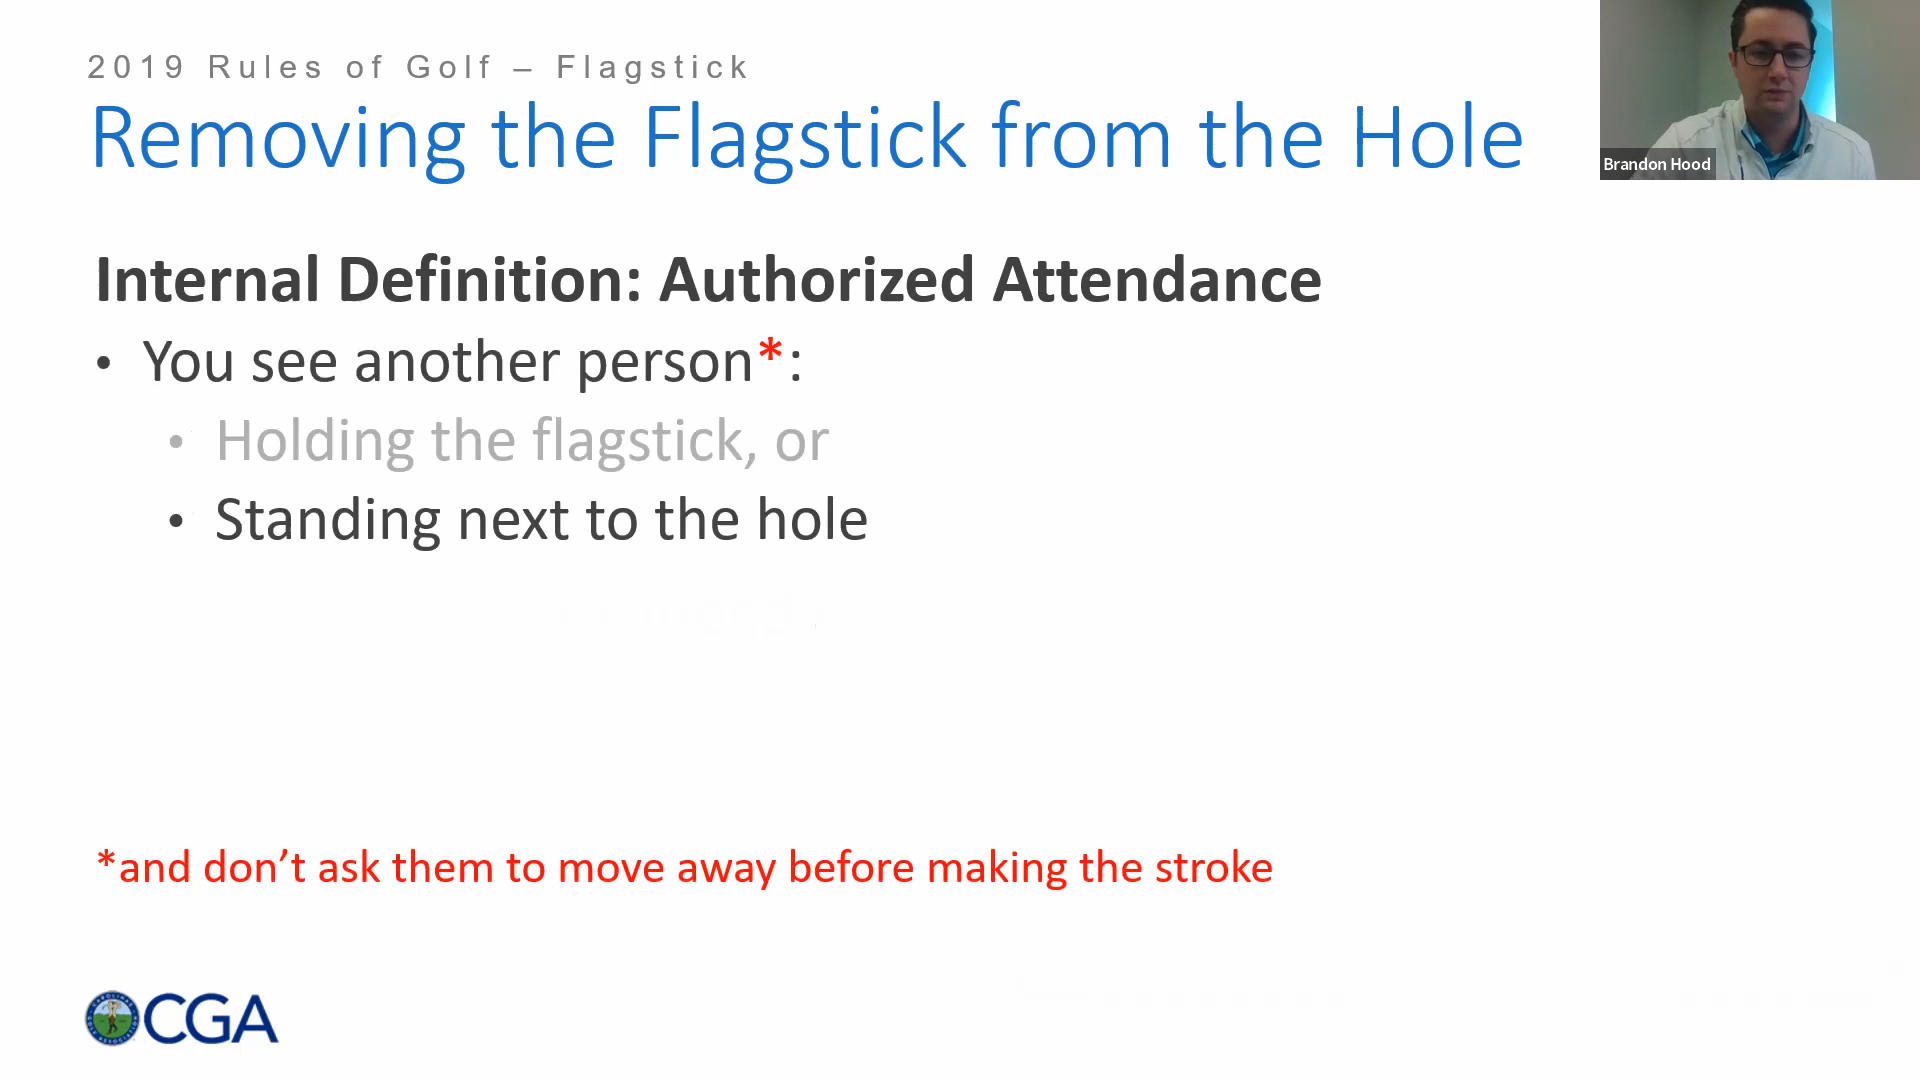 2019 Rules of Golf – Flagstick
Removing the Flagstick from the Hole
Brandon Hood
Internal Definition: Authorized Attendance
• You see another person*:
• Holding the flagstick, or
• Standing next to the hole
*and don’t ask them to move away before making the stroke
CGA